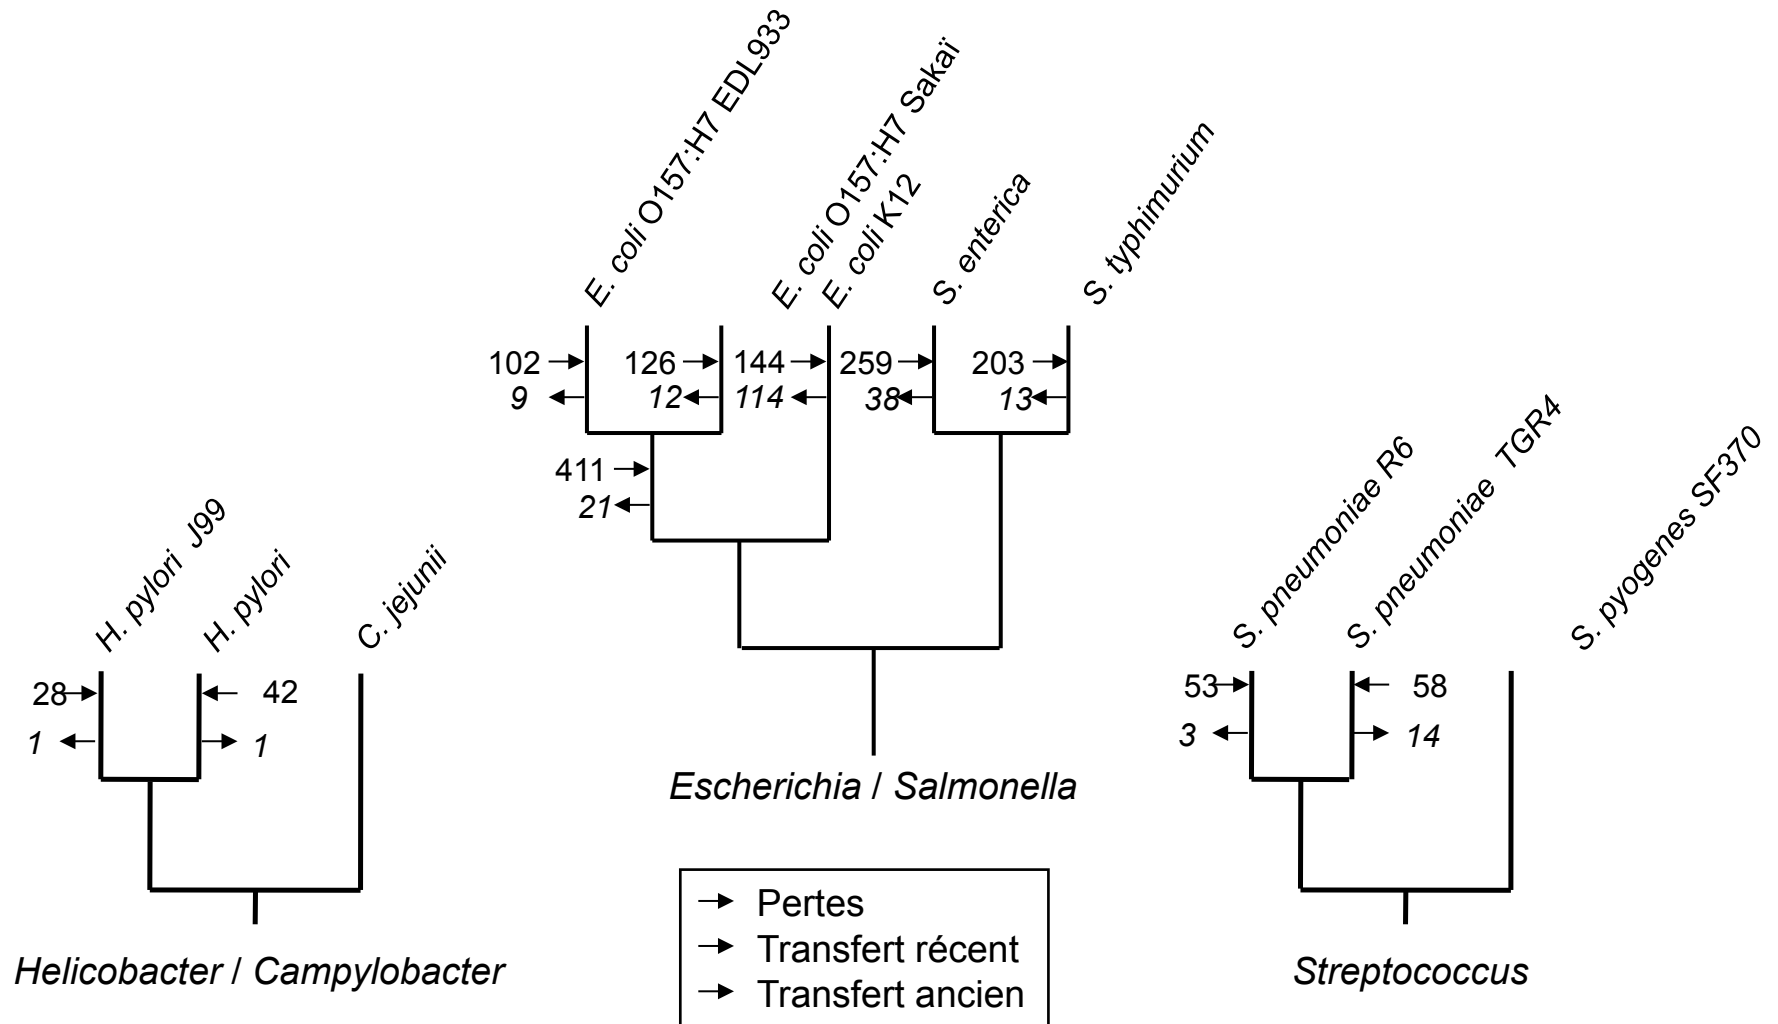 E. coli O157:H7 EDL933
E. coli O157:H7 Sakaï
E. coli K12
S. enterica
S. typhimurium
102
126
144
259
203
9
12
114
38
13
411
21
H. pylori J99
H. pylori
C. jejunii
28
42
1
1
Helicobacter / Campylobacter
Escherichia / Salmonella
Pertes
Transfert récent
Transfert ancien
S. pneumoniae R6
S. pneumoniae TGR4
S. pyogenes SF370
53
58
3
14
Streptococcus